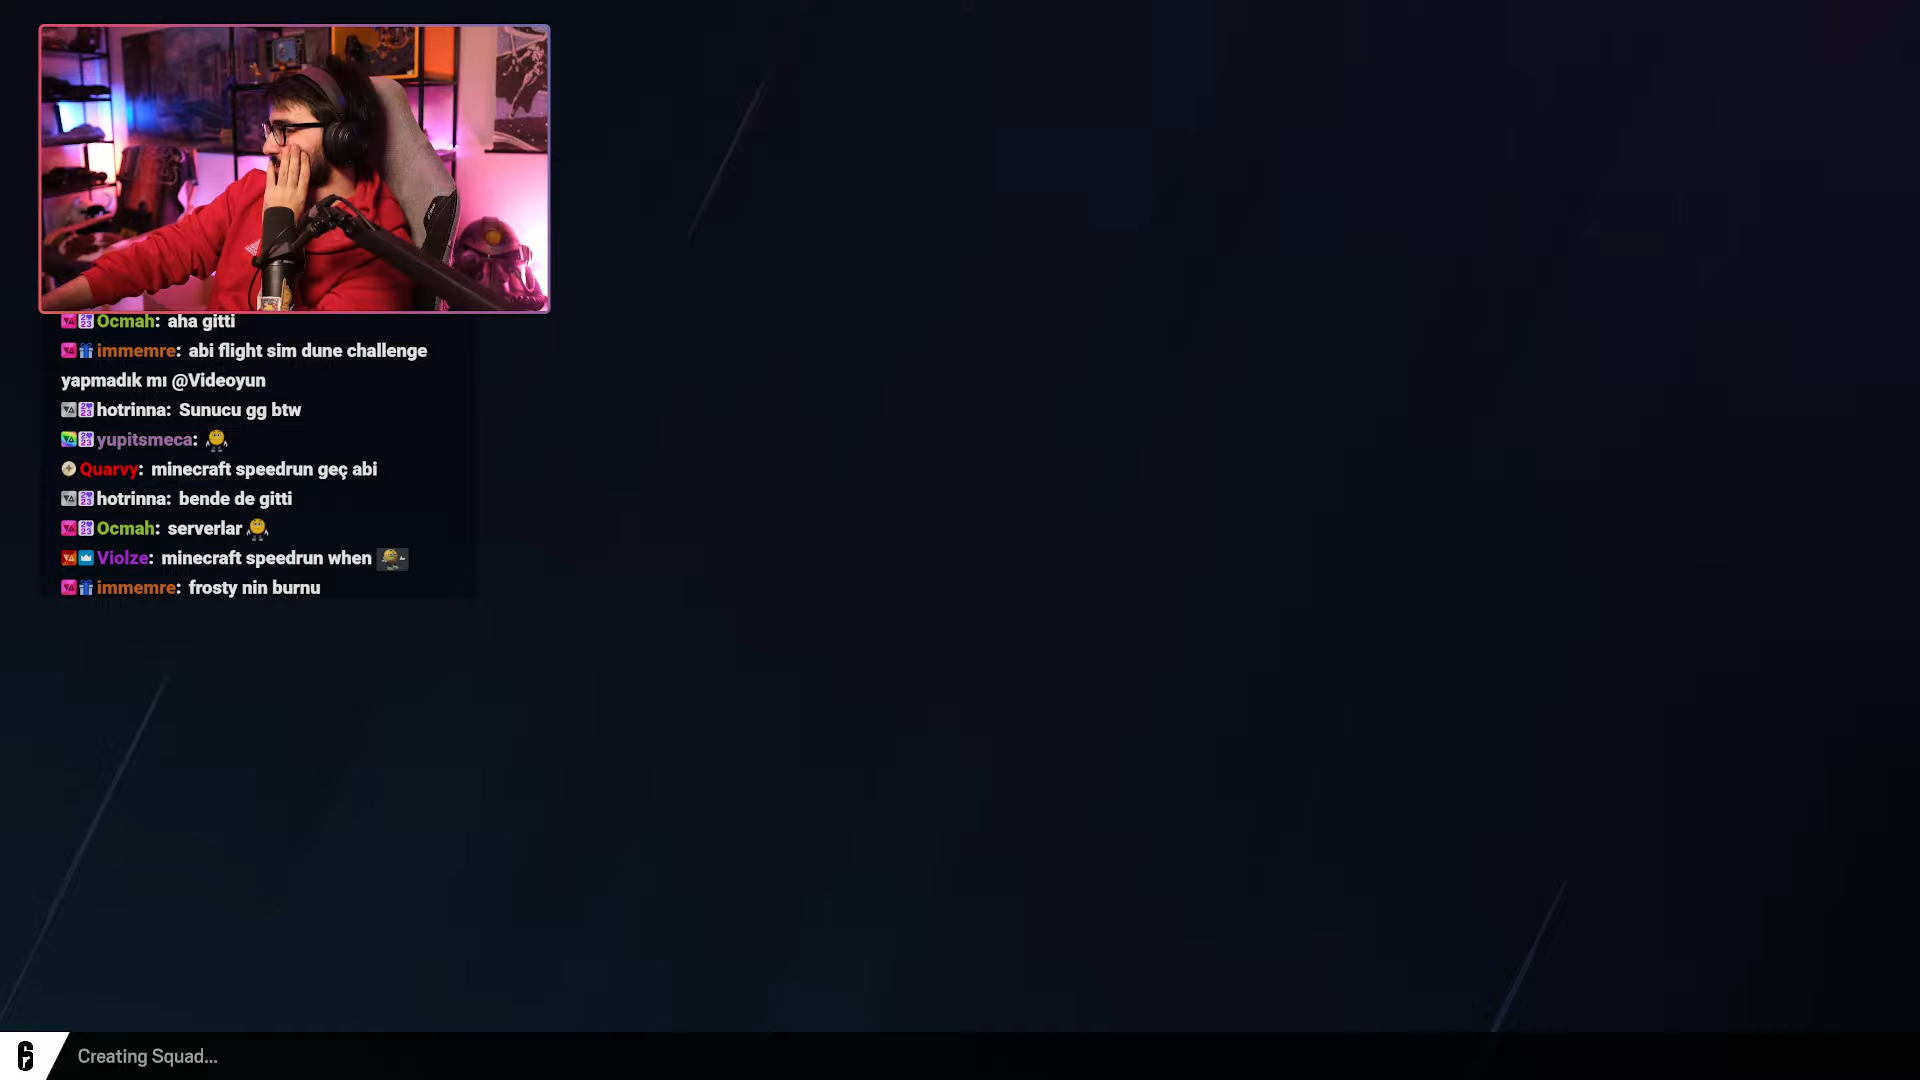 Ocmah: aha gitti
immemre: abi flight sim dune challenge
yapmadık mı @Videoyun
hotrinna: Sunucu gg btw
yupitsmeca:
Quarvy: minecraft speedrun geç abi
hotrinna: bende de gitti
Ocmah: serverlar
Violze: minecraft speedrun when
immemre: frosty nin burnu
Creating Squad...